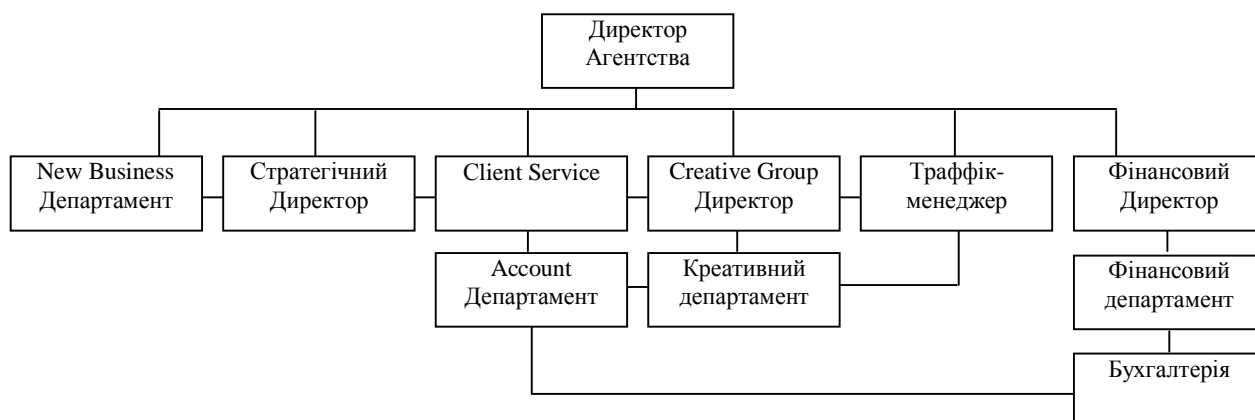 Директор
Агентства
New Business
Департамент
Стратегічний
Директор
Client Service
Creative Group
Директор
Траффік-
менеджер
Фінансовий
Директор
Account
Департамент
Креативний
департамент
Фінансовий
департамент
Бухгалтерія